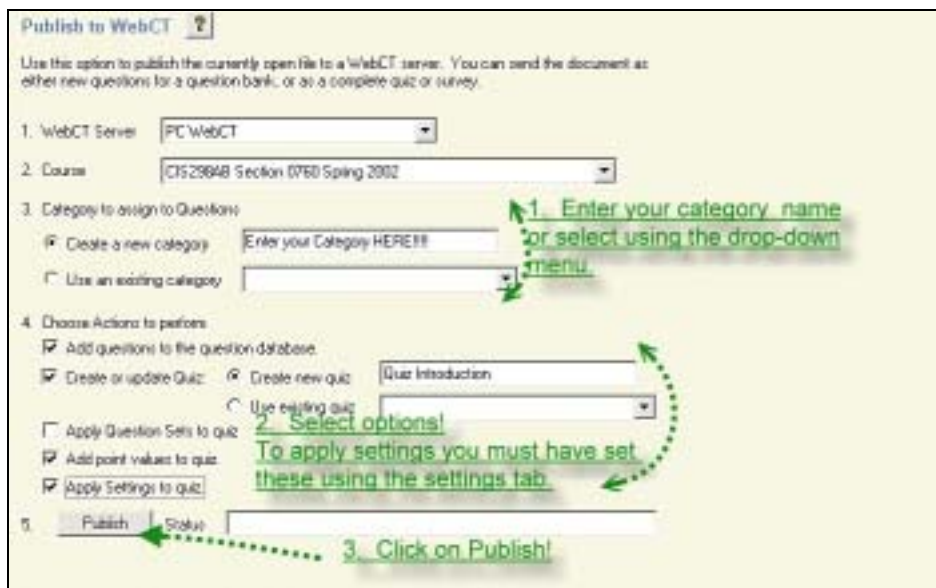 Publish to WebCT ?
Use this option to publish the currently open file to a WebCT server. You can send the document as
either new questions for a question bank, or as a complete quiz or survey.
1. WebCT Server PC WebCT
2. Course CIS298AB Section 0760 Spring 2002
3. Category to assign to Questions
1. Enter your category name
or select using the drop-down
menu.
Create a new category Enter your Category HERE!!!!
Use an existing category
4. Choose Actions to perform
Add questions to the question database
Create or update Quiz: Create new quiz Quiz Introduction
Use existing quiz
Apply Question Sets to quiz
Add point values to quiz
Apply Settings to quiz
2. Select options!
To apply settings you must have set
these using the settings tab.
5. Publish Status
3. Click on Publish!